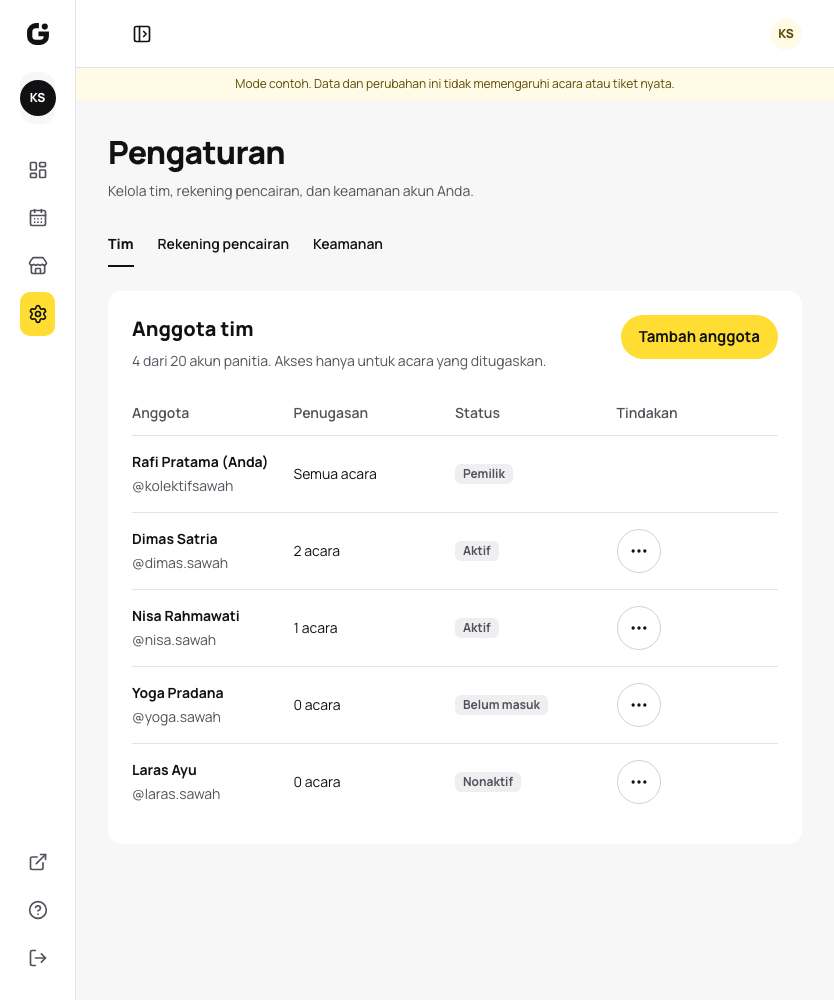 G
KS
KS
Mode contoh. Data dan perubahan ini tidak memengaruhi acara atau tiket nyata.
Pengaturan
Kelola tim, rekening pencairan, dan keamanan akun Anda.
Tim Rekening pencairan Keamanan
Anggota tim
Tambah anggota
4 dari 20 akun panitia. Akses hanya untuk acara yang ditugaskan.
Anggota Penugasan Status Tindakan
Rafi Pratama (Anda)
@kolektifsawah
Semua acara
Pemilik
Dimas Satria
@dimas.sawah
2 acara
Aktif
Nisa Rahmawati
@nisa.sawah
1 acara
Aktif
Yoga Pradana
@yoga.sawah
0 acara
Belum masuk
Laras Ayu
@laras.sawah
0 acara
Nonaktif